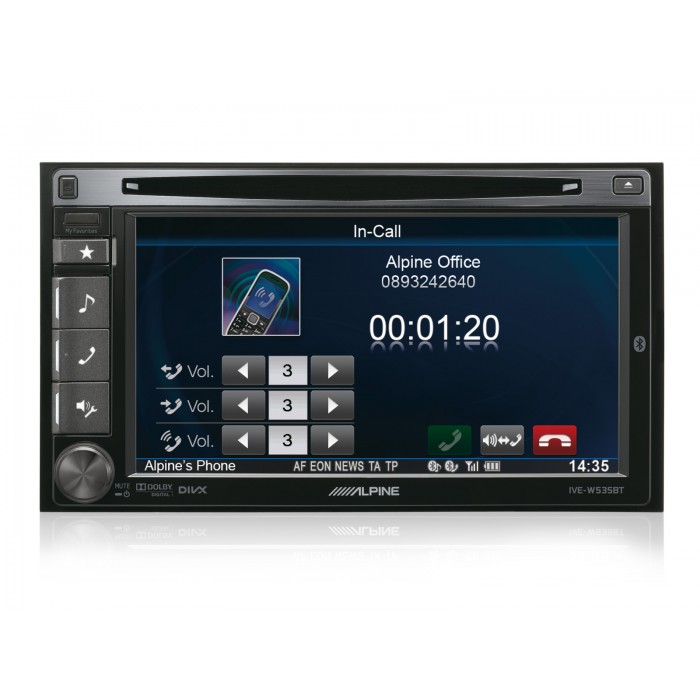 In-Call
My Favorites
Alpine Office
0893242640
00:01:20
Vol. 3
Vol. 3
Vol. 3
Alpine's Phone AF EON NEWS TA TP 14:35
MUTE DOLBY DIGITAL DIVX ALPINE IVE-W535BT